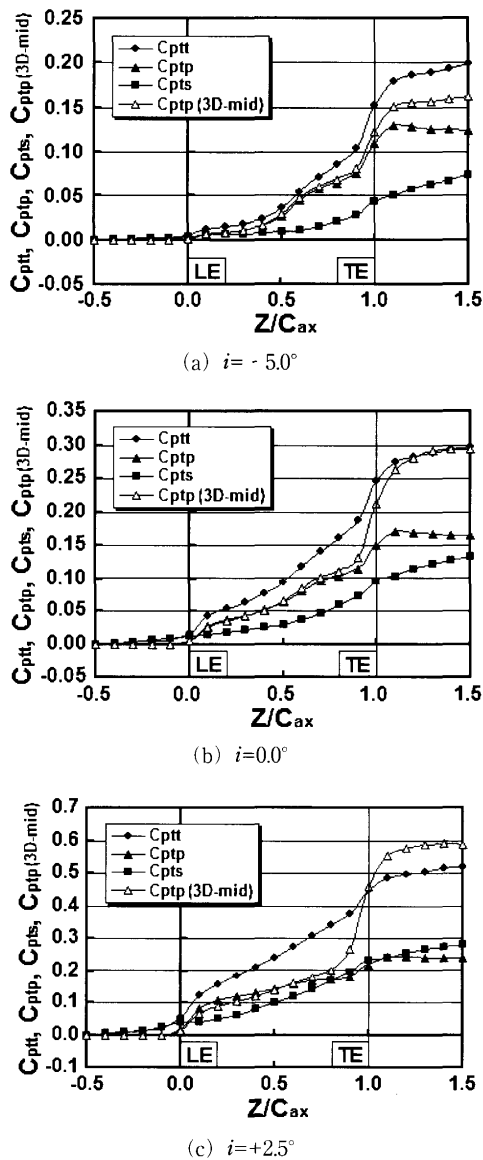 Cptt, Cptp, Cpts, Cptp(3D-mid)
0.25
0.20
0.15
0.10
0.05
0.00
-0.05
Cptt
Cptp
Cpts
Cptp(3D-mid)
LE
TE
-0.5 0.0 0.5 1.0 1.5
Z/Cax
(a) i= - 5.0°
Cptt, Cptp, Cpts, Cptp(3D-mid)
0.35
0.30
0.25
0.20
0.15
0.10
0.05
0.00
-0.05
Cptt
Cptp
Cpts
Cptp(3D-mid)
LE
TE
-0.5 0.0 0.5 1.0 1.5
Z/Cax
(b) i=0.0°
Cptt, Cptp, Cpts, Cptp(3D-mid)
0.7
0.6
0.5
0.4
0.3
0.2
0.1
0.0
-0.1
Cptt
Cptp
Cpts
Cptp(3D-mid)
LE
TE
-0.5 0.0 0.5 1.0 1.5
Z/Cax
(c) i=+2.5°